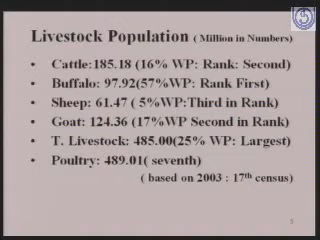 Livestock Population ( Million in Numbers)
• Cattle:185.18 (16% WP: Rank: Second)
• Buffalo: 97.92(57%WP: Rank First)
• Sheep: 61.47 ( 5%WP:Third in Rank)
• Goat: 124.36 (17%WP Second in Rank)
• T. Livestock: 485.00(25% WP: Largest)
• Poultry: 489.01( seventh)
( based on 2003 : 17th census)
5